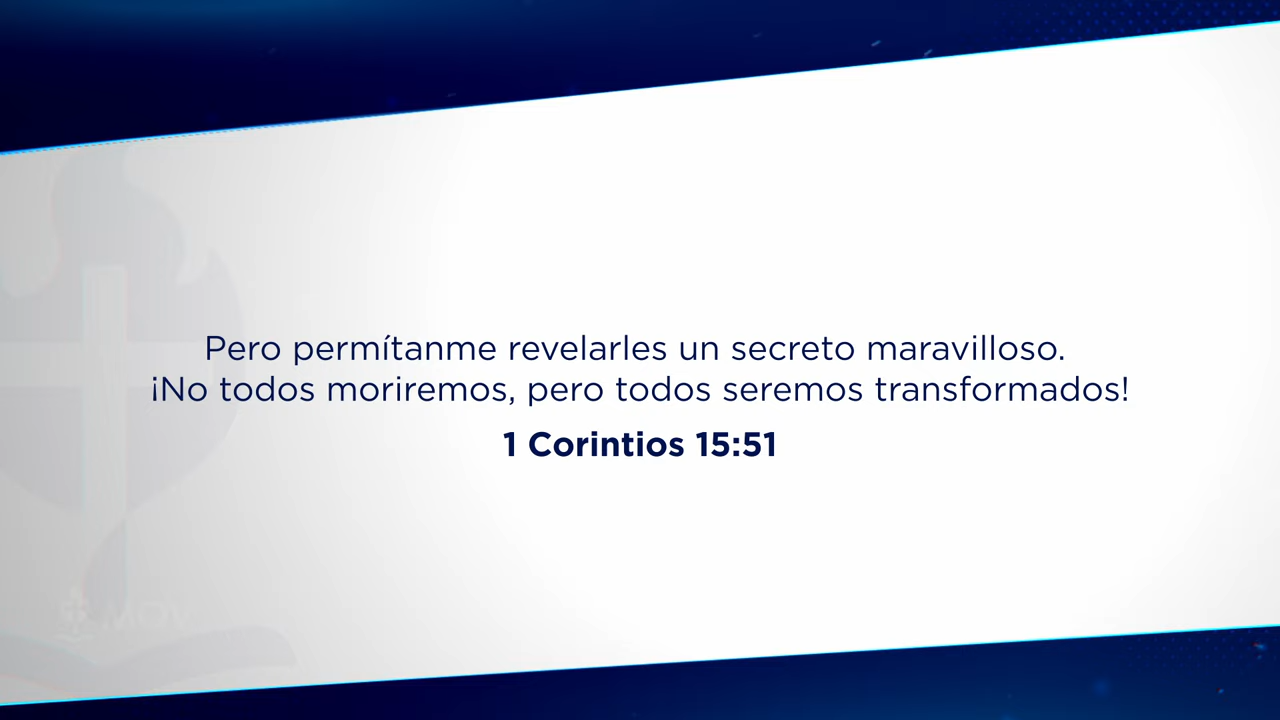 Pero permítanme revelarles un secreto maravilloso.
¡No todos moriremos, pero todos seremos transformados!
1 Corintios 15:51